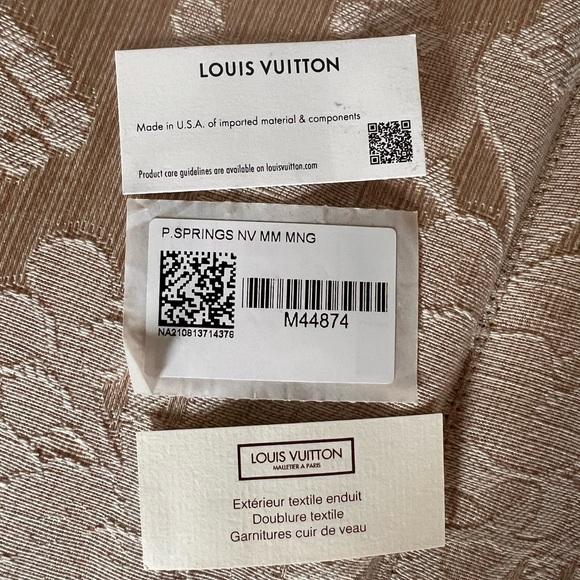 LOUIS VUITTON
Made in U.S.A. of imported material & components
Product care guidelines are available on louisvuitton.com
P.SPRINGS NV MM MNG
NA210813714376
M44874
LOUIS VUITTON
MALLETIER A PARIS
Extérieur textile enduit
Doublure textile
Garnitures cuir de veau